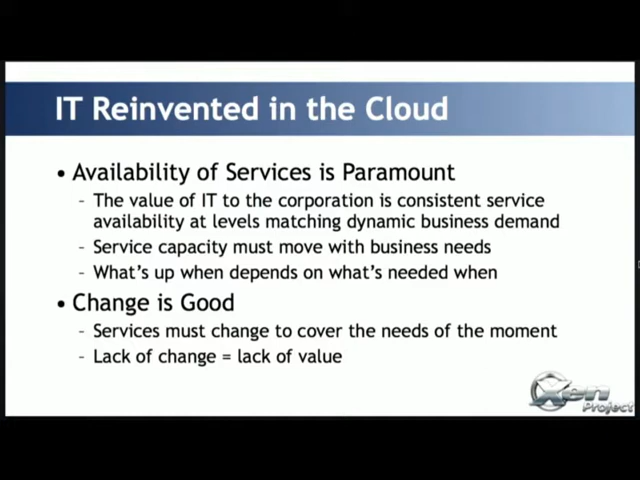 IT Reinvented in the Cloud
• Availability of Services is Paramount
- The value of IT to the corporation is consistent service
availability at levels matching dynamic business demand
- Service capacity must move with business needs
- What's up when depends on what's needed when
• Change is Good
- Services must change to cover the needs of the moment
- Lack of change = lack of value
Xen
Project